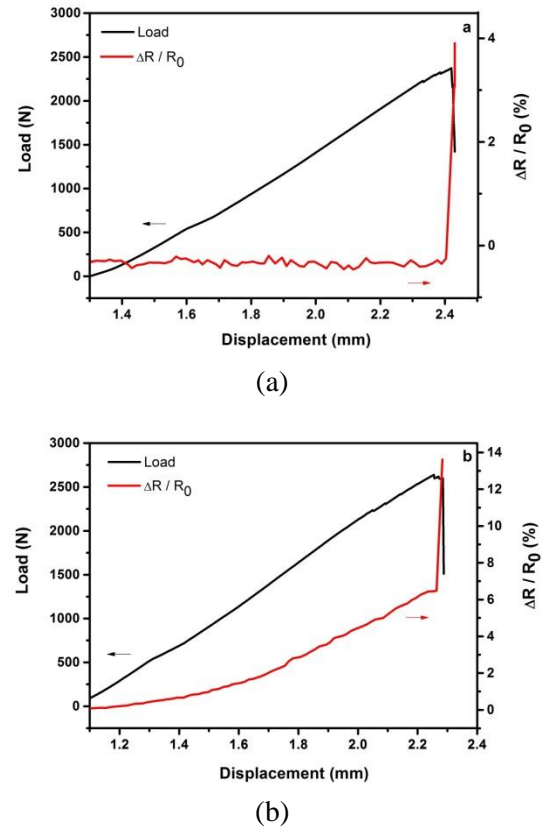 a
Load
ΔR / R0
3000
2500
2000
1500
1000
500
0
Load (N)
4
2
0
ΔR / R0 (%)
1.4 1.6 1.8 2.0 2.2 2.4
Displacement (mm)
(a)
b
Load
ΔR / R0
3000
2500
2000
1500
1000
500
0
Load (N)
14
12
10
8
6
4
2
0
ΔR / R0 (%)
1.2 1.4 1.6 1.8 2.0 2.2 2.4
Displacement (mm)
(b)